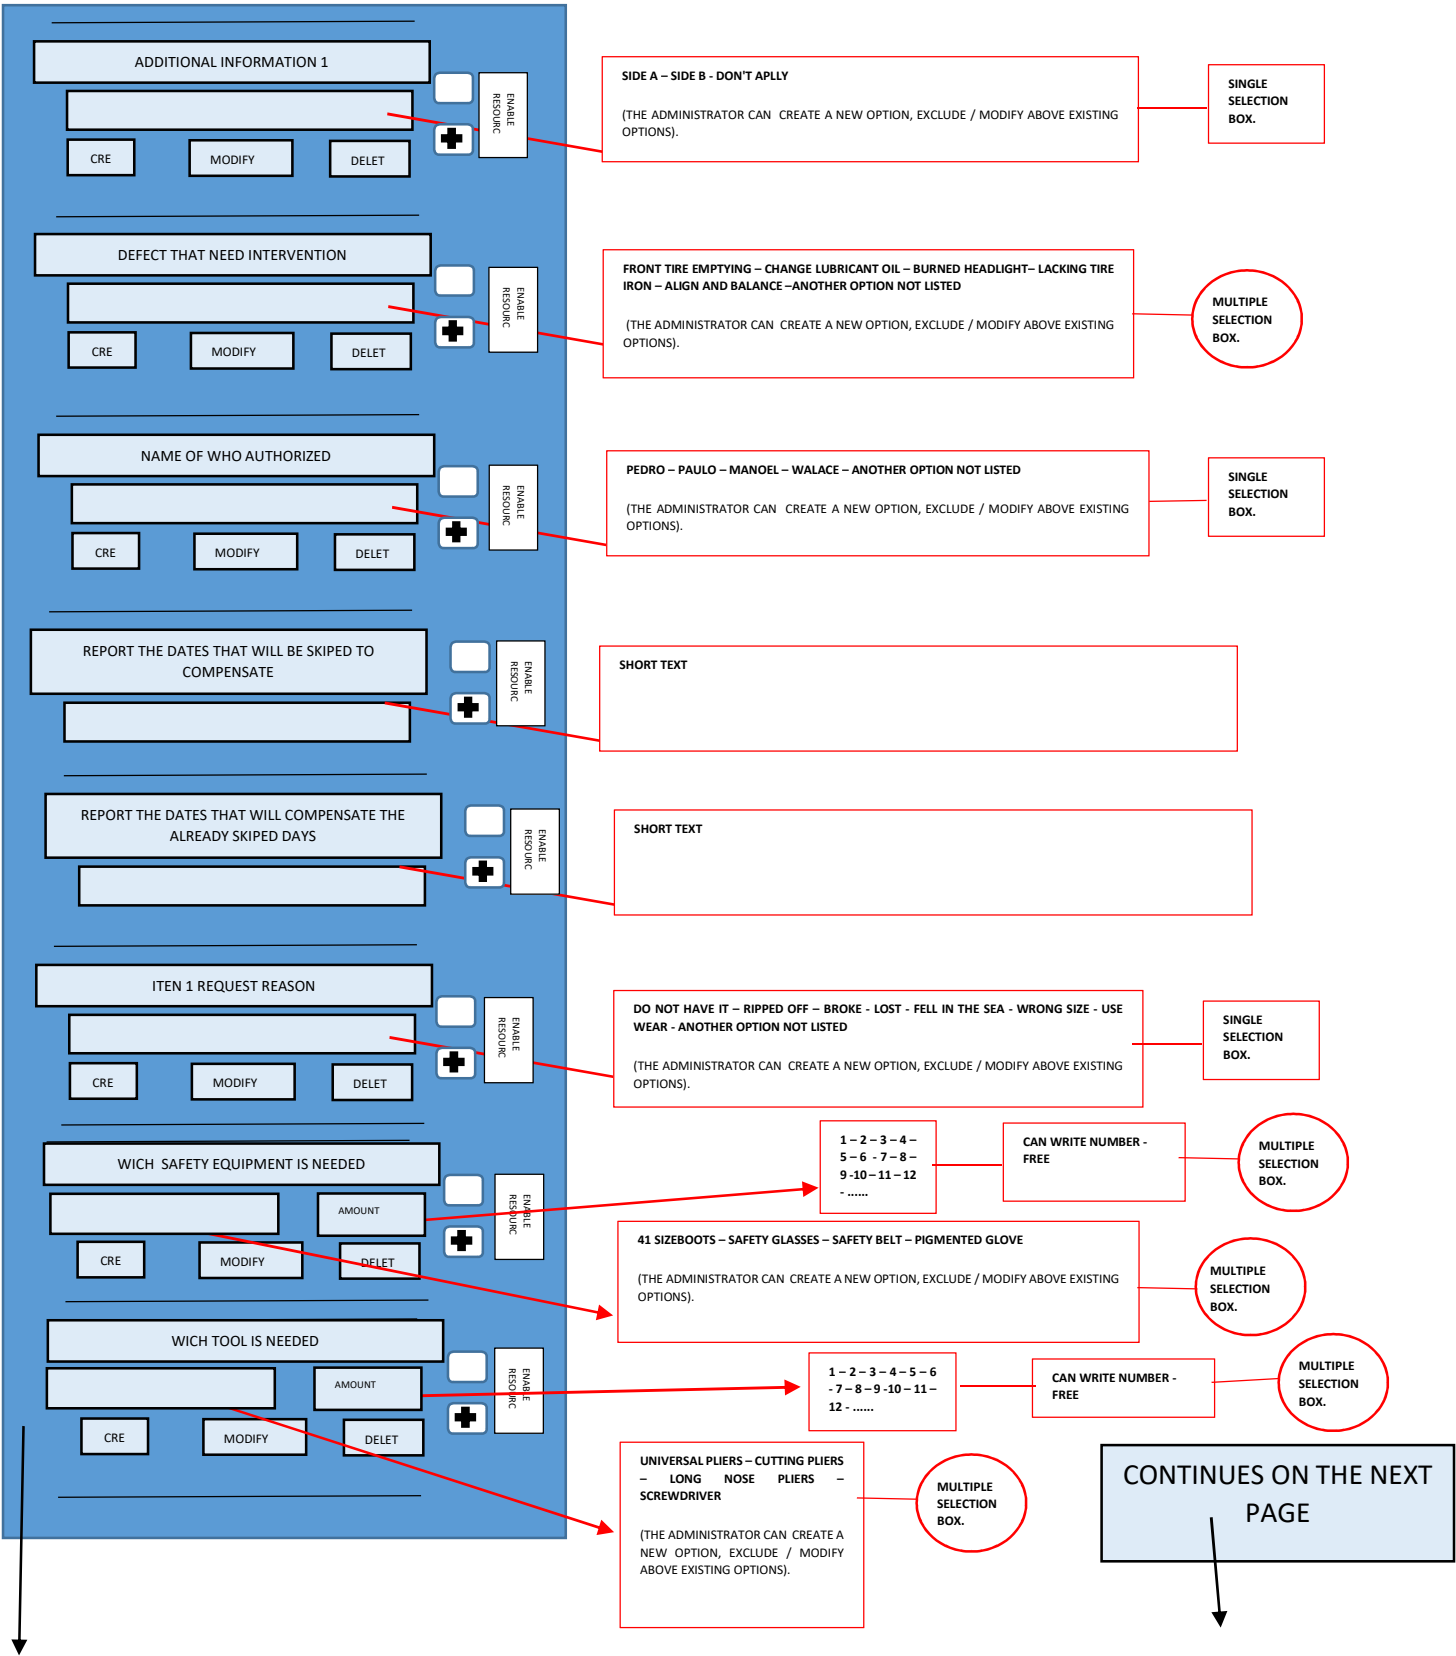 ADDITIONAL INFORMATION 1
ENABLE
RESOURC
CRE
MODIFY
DELET
SIDE A – SIDE B - DON'T APLLY
(THE ADMINISTRATOR CAN CREATE A NEW OPTION, EXCLUDE / MODIFY ABOVE EXISTING
OPTIONS).
SINGLE
SELECTION
BOX.
DEFECT THAT NEED INTERVENTION
ENABLE
RESOURC
CRE
MODIFY
DELET
FRONT TIRE EMPTYING – CHANGE LUBRICANT OIL – BURNED HEADLIGHT– LACKING TIRE
IRON – ALIGN AND BALANCE –ANOTHER OPTION NOT LISTED
(THE ADMINISTRATOR CAN CREATE A NEW OPTION, EXCLUDE / MODIFY ABOVE EXISTING
OPTIONS).
MULTIPLE
SELECTION
BOX.
NAME OF WHO AUTHORIZED
ENABLE
RESOURC
CRE
MODIFY
DELET
PEDRO – PAULO – MANOEL – WALACE – ANOTHER OPTION NOT LISTED
(THE ADMINISTRATOR CAN CREATE A NEW OPTION, EXCLUDE / MODIFY ABOVE EXISTING
OPTIONS).
SINGLE
SELECTION
BOX.
REPORT THE DATES THAT WILL BE SKIPED TO
COMPENSATE
ENABLE
RESOURC
SHORT TEXT
REPORT THE DATES THAT WILL COMPENSATE THE
ALREADY SKIPED DAYS
ENABLE
RESOURC
SHORT TEXT
ITEN 1 REQUEST REASON
ENABLE
RESOURC
CRE
MODIFY
DELET
DO NOT HAVE IT – RIPPED OFF – BROKE - LOST - FELL IN THE SEA - WRONG SIZE - USE
WEAR - ANOTHER OPTION NOT LISTED
(THE ADMINISTRATOR CAN CREATE A NEW OPTION, EXCLUDE / MODIFY ABOVE EXISTING
OPTIONS).
SINGLE
SELECTION
BOX.
WICH SAFETY EQUIPMENT IS NEEDED
AMOUNT
ENABLE
RESOURC
CRE
MODIFY
DELET
1 – 2 – 3 – 4 –
5 – 6 - 7 – 8 –
9 -10 – 11 – 12
- ......
CAN WRITE NUMBER -
FREE
MULTIPLE
SELECTION
BOX.
41 SIZEBOOTS – SAFETY GLASSES – SAFETY BELT – PIGMENTED GLOVE
(THE ADMINISTRATOR CAN CREATE A NEW OPTION, EXCLUDE / MODIFY ABOVE EXISTING
OPTIONS).
MULTIPLE
SELECTION
BOX.
WICH TOOL IS NEEDED
AMOUNT
ENABLE
RESOURC
CRE
MODIFY
DELET
1 – 2 – 3 – 4 – 5 – 6
- 7 – 8 – 9 -10 – 11 –
12 - ......
CAN WRITE NUMBER -
FREE
MULTIPLE
SELECTION
BOX.
UNIVERSAL PLIERS – CUTTING PLIERS
– LONG NOSE PLIERS –
SCREWDRIVER
(THE ADMINISTRATOR CAN CREATE A
NEW OPTION, EXCLUDE / MODIFY
ABOVE EXISTING OPTIONS).
MULTIPLE
SELECTION
BOX.
CONTINUES ON THE NEXT
PAGE